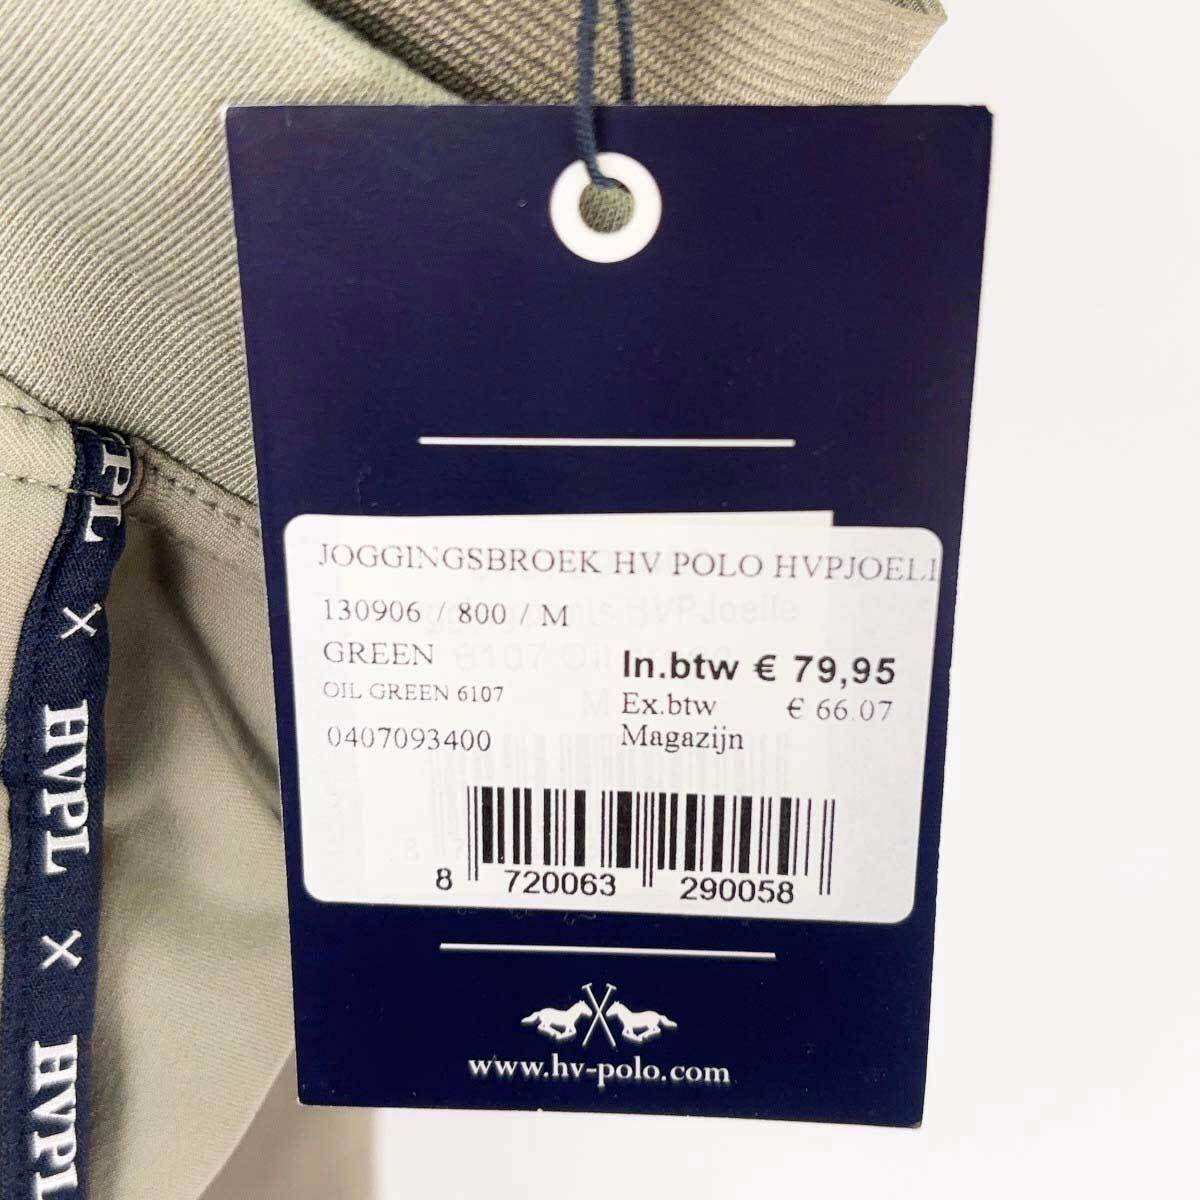 JOGGINGSBROEK HV POLO HVPJOELI
130906 / 800 / M
GREEN
OIL GREEN 6107
0407093400
In.btw € 79,95
Ex.btw € 66.07
Magazijn
8 720063 290058
www.hv-polo.com
PL X HVPL X HVPL